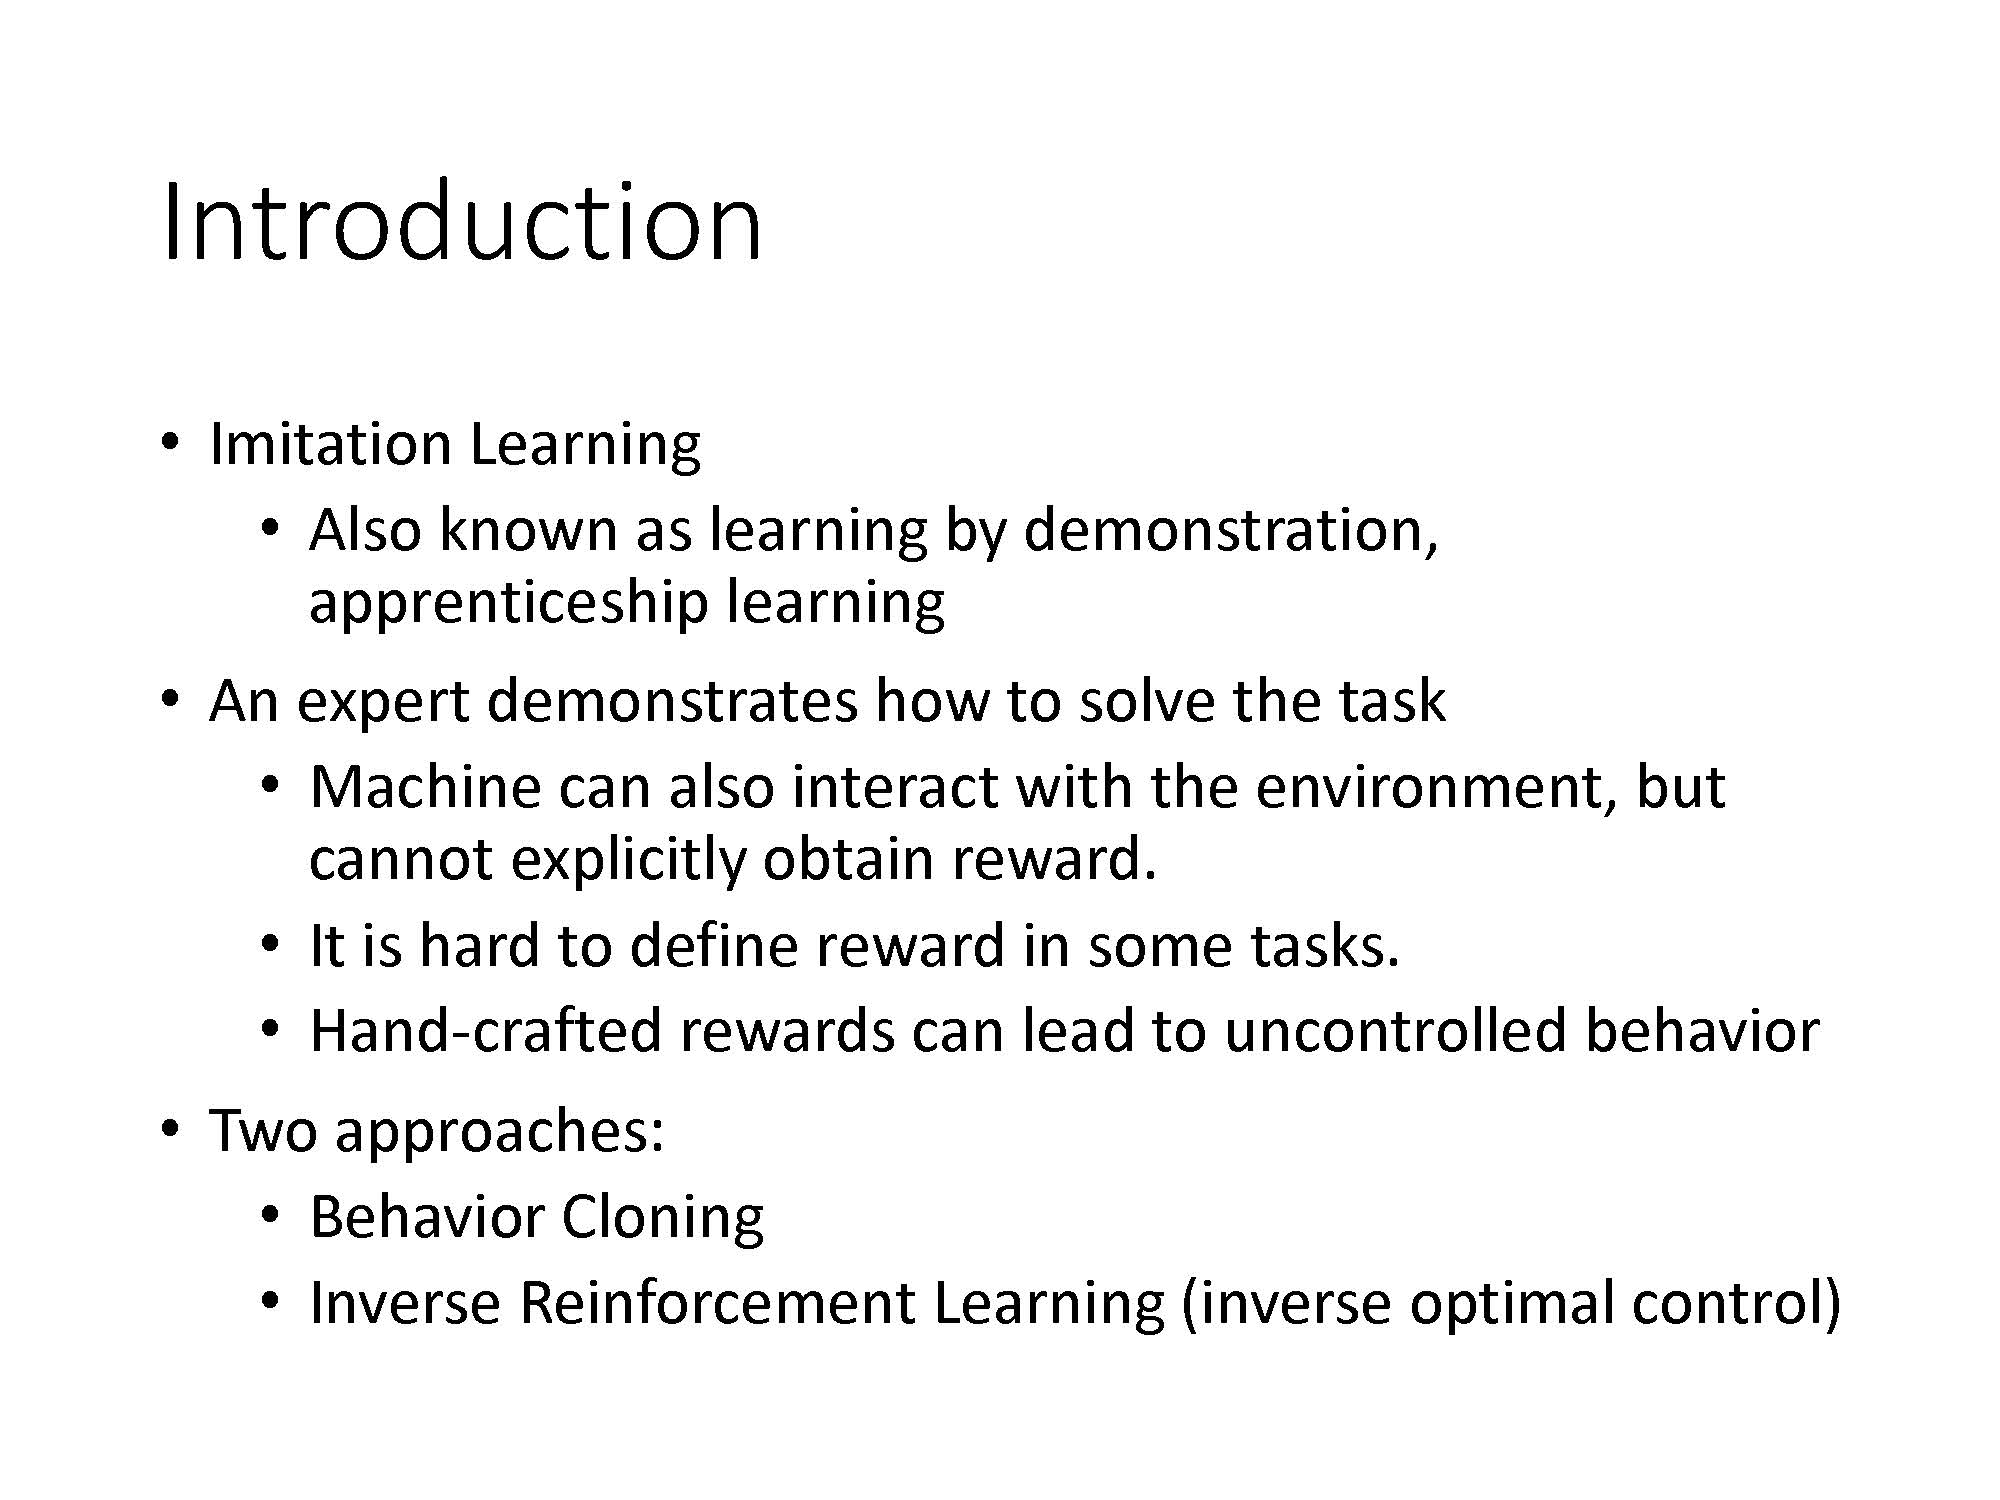 Introduction
• Imitation Learning
• Also known as learning by demonstration,
apprenticeship learning
• An expert demonstrates how to solve the task
• Machine can also interact with the environment, but
cannot explicitly obtain reward.
• It is hard to define reward in some tasks.
• Hand-crafted rewards can lead to uncontrolled behavior
• Two approaches:
• Behavior Cloning
• Inverse Reinforcement Learning (inverse optimal control)